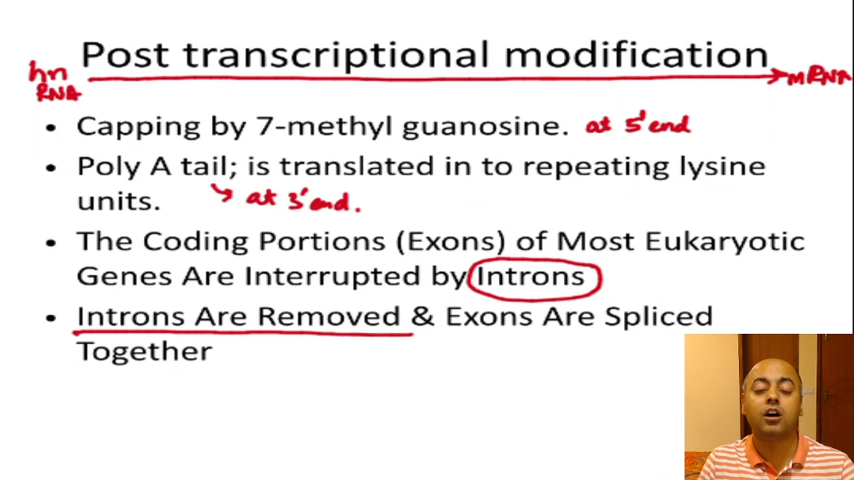 Post transcriptional modification
hn
RNA
mRNA
• Capping by 7-methyl guanosine. at 5' end
• Poly A tail; is translated in to repeating lysine
units. at 3' end.
• The Coding Portions (Exons) of Most Eukaryotic
Genes Are Interrupted by Introns
• Introns Are Removed & Exons Are Spliced
Together